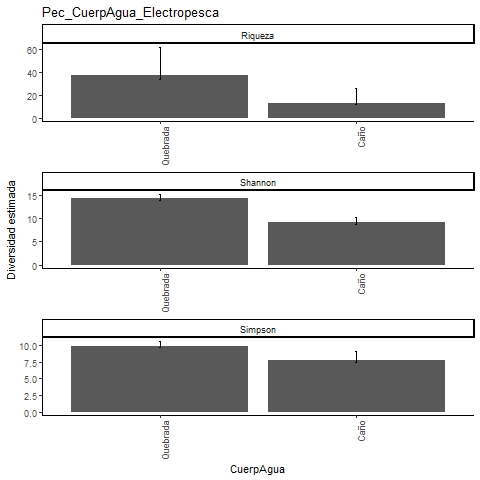 Pec_CuerpAgua_Electropesca
Riqueza
60
40
20
0
Quebrada
Caño
Shannon
15
10
5
0
Quebrada
Caño
Simpson
10.0
7.5
5.0
2.5
0.0
Quebrada
Caño
Diversidad estimada
CuerpAgua